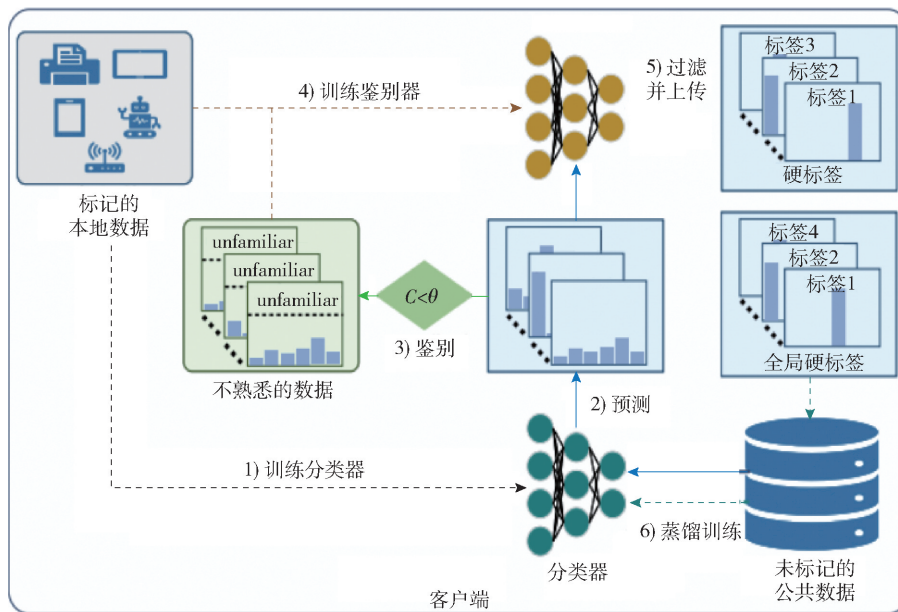 标记的
本地数据
4) 训练鉴别器
5) 过滤
并上传
标签3
标签2
标签1
硬标签
unfamiliar
unfamiliar
unfamiliar
不熟悉的数据
C<θ
3) 鉴别
标签4
标签2
标签1
全局硬标签
2) 预测
1) 训练分类器
6) 蒸馏训练
分类器
未标记的
公共数据
客户端